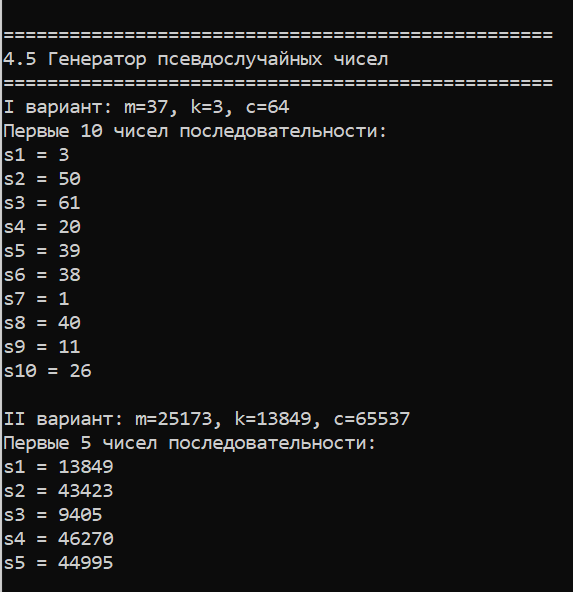 ==================================================
4.5 Генератор псевдослучайных чисел
==================================================
I вариант: m=37, k=3, c=64
Первые 10 чисел последовательности:
s1 = 3
s2 = 50
s3 = 61
s4 = 20
s5 = 39
s6 = 38
s7 = 1
s8 = 40
s9 = 11
s10 = 26
II вариант: m=25173, k=13849, c=65537
Первые 5 чисел последовательности:
s1 = 13849
s2 = 43423
s3 = 9405
s4 = 46270
s5 = 44995